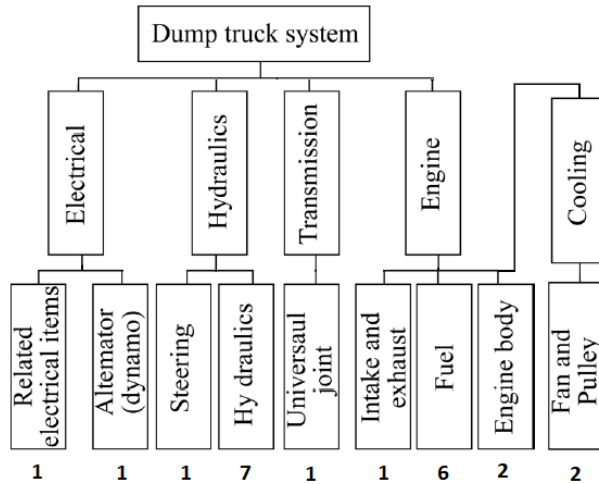 Dump truck system
Electrical
Hydraulics
Transmission
Engine
Cooling
Related
electrical items
Altemator
(dynamo)
Steering
Hy draulics
Universaul
joint
Intake and
exhaust
Fuel
Engine body
Fan and
Pulley
1 1 1 7 1 1 6 2 2